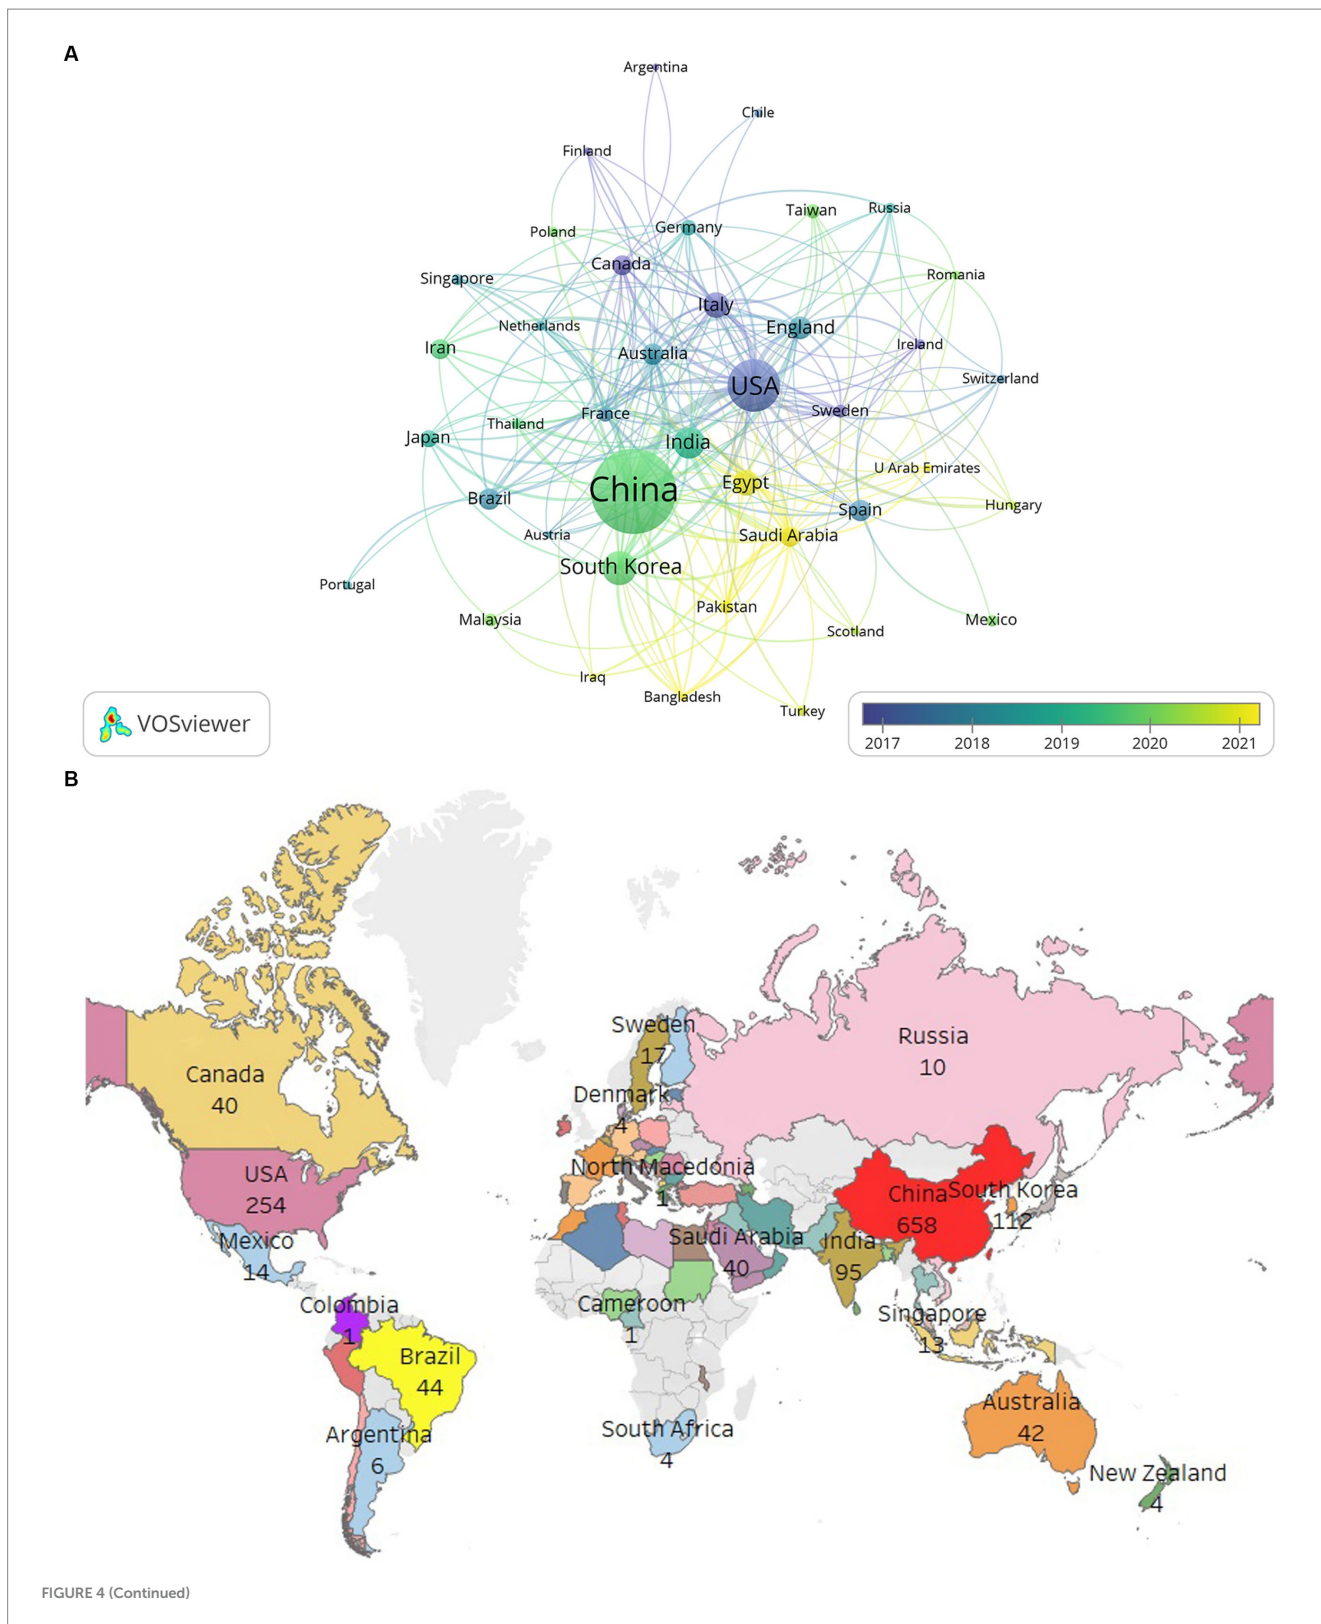 A
Argentina
Chile
Finland
Taiwan
Russia
Poland
Germany
Canada
Singapore
Romania
Italy
Netherlands
England
Iran
Australia
Ireland
USA
Switzerland
France
Sweden
Thailand
Japan
India
U Arab Emirates
China
Egypt
Brazil
Hungary
Spain
Austria
Saudi Arabia
South Korea
Portugal
Pakistan
Malaysia
Mexico
Scotland
Iraq
Bangladesh
Turkey
VOSviewer
2017 2018 2019 2020 2021
B
Sweden
17
Russia
10
Canada
40
Denmark
4
North Macedonia
1
USA
254
China
658
South Korea
112
Mexico
14
Saudi Arabia
40
India
95
Colombia
1
Cameroon
1
Singapore
13
Brazil
44
Australia
42
Argentina
6
South Africa
4
New Zealand
4
FIGURE 4 (Continued)